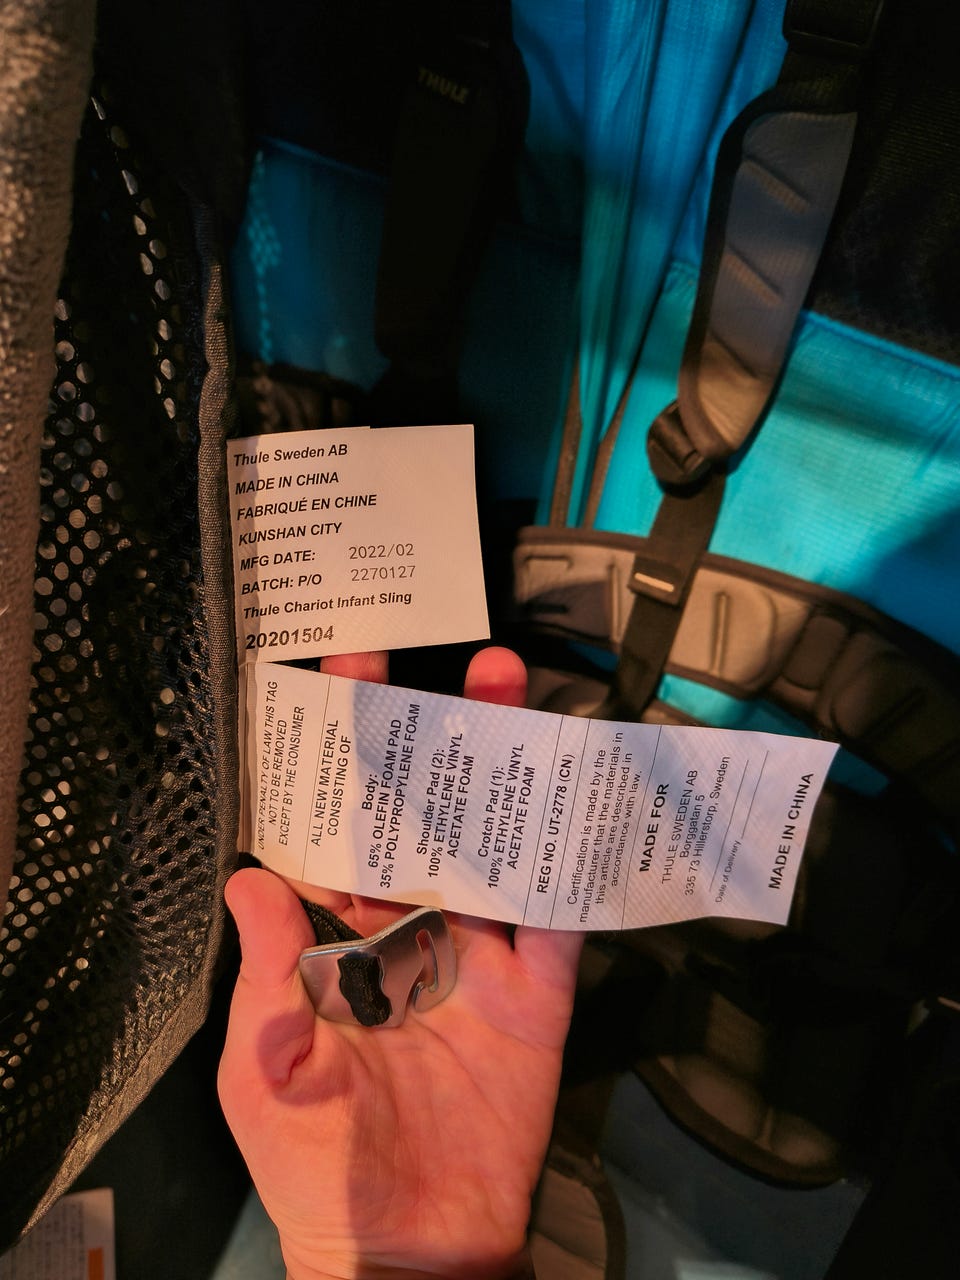 THULE
Thule Sweden AB
MADE IN CHINA
FABRIQUÉ EN CHINE
KUNSHAN CITY
MFG DATE: 2022/02
BATCH: P/O 2270127
Thule Chariot Infant Sling
20201504
UNDER PENALTY OF LAW THIS TAG
NOT TO BE REMOVED
EXCEPT BY THE CONSUMER
ALL NEW MATERIAL
CONSISTING OF
Body:
65% OLEFIN FOAM PAD
35% POLYPROPYLENE FOAM
Shoulder Pad (2):
100% ETHYLENE VINYL
ACETATE FOAM
Crotch Pad (1):
100% ETHYLENE VINYL
ACETATE FOAM
REG NO. UT-2778 (CN)
Certification is made by the
manufacturer that the materials in
this article are described in
accordance with law.
MADE FOR
THULE SWEDEN AB
Borggatan 5
335 73 Hillerstorp, Sweden
Date of Delivery
MADE IN CHINA